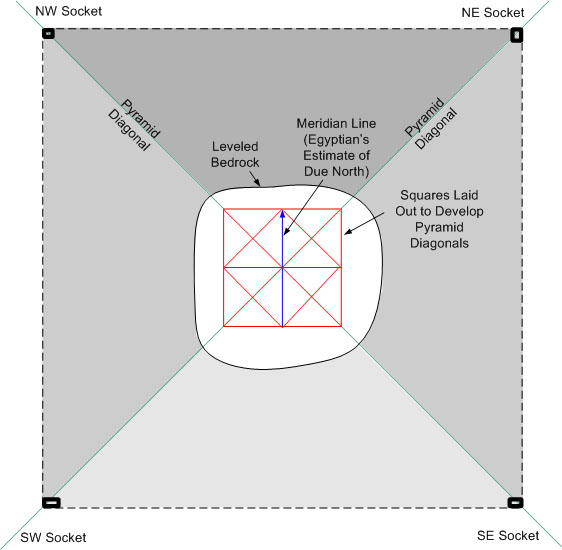 NW Socket
NE Socket
Pyramid
Diagonal
Pyramid
Diagonal
Leveled
Bedrock
Meridian Line
(Egyptian's
Estimate of
Due North)
Squares Laid
Out to Develop
Pyramid
Diagonals
SW Socket
SE Socket